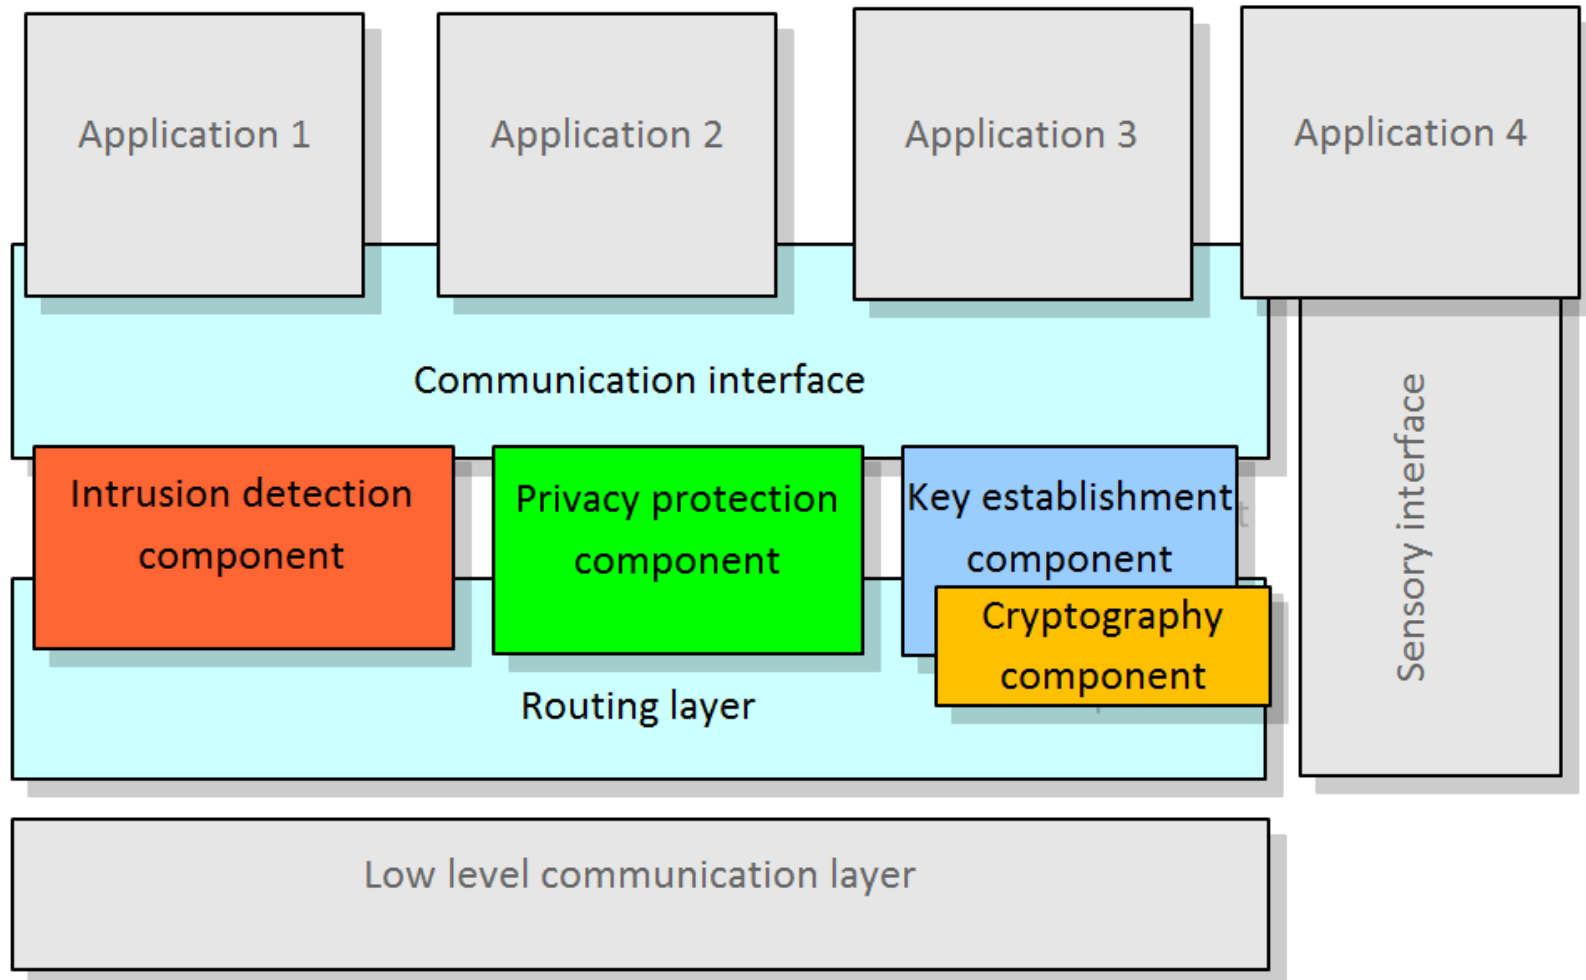 Application 1
Application 2
Application 3
Application 4
Communication interface
Intrusion detection
component
Privacy protection
component
Key establishment
component
Cryptography
component
Sensory interface
Routing layer
Low level communication layer